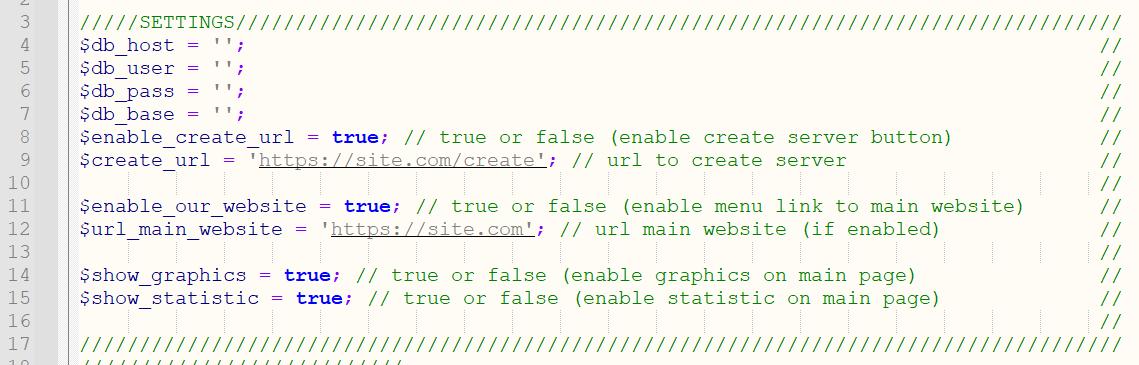 3 /////SETTINGS//////////////////////////////////////////////////////////////////////////
4 $db_host = ''; //
5 $db_user = ''; //
6 $db_pass = ''; //
7 $db_base = ''; //
8 $enable_create_url = true; // true or false (enable create server button) //
9 $create_url = 'https://site.com/create'; // url to create server //
10 //
11 $enable_our_website = true; // true or false (enable menu link to main website) //
12 $url_main_website = 'https://site.com'; // url main website (if enabled) //
13 //
14 $show_graphics = true; // true or false (enable graphics on main page) //
15 $show_statistic = true; // true or false (enable statistic on main page) //
16 //
17 ///////////////////////////////////////////////////////////////////////////////////////